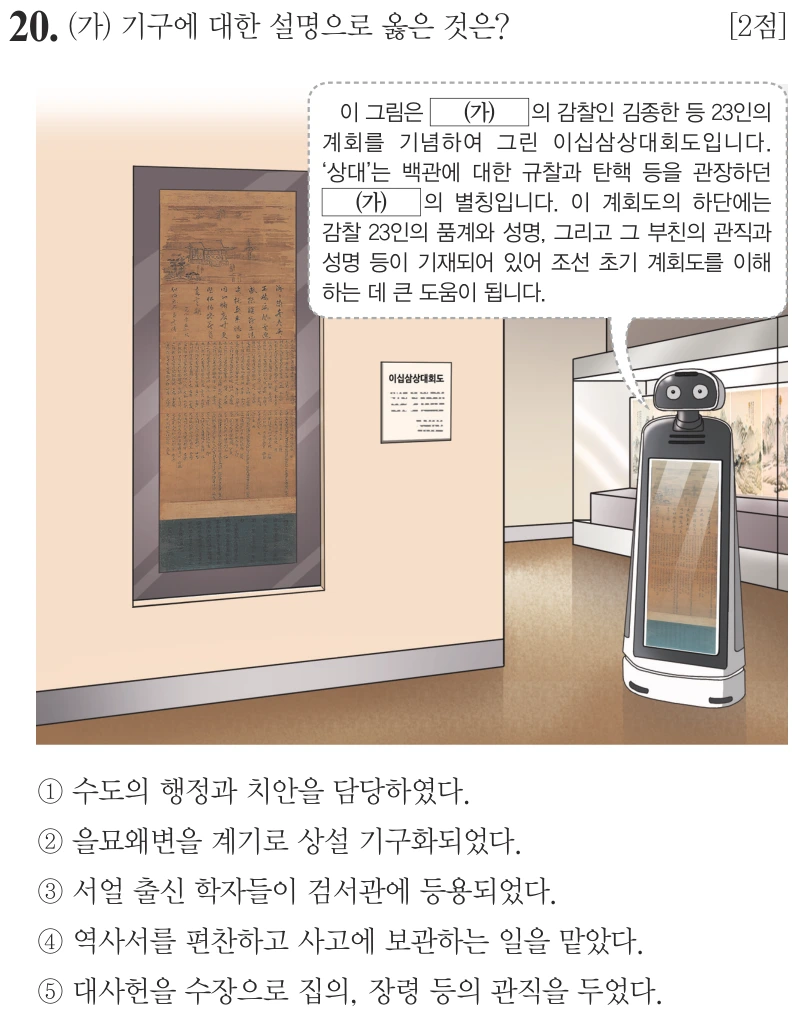 20. (가) 기구에 대한 설명으로 옳은 것은? [2점]
이 그림은 (가) 의 감찰인 김종한 등 23인의
계회를 기념하여 그린 이십삼상대회도입니다.
‘상대’는 백관에 대한 규찰과 탄핵 등을 관장하던
(가) 의 별칭입니다. 이 계회도의 하단에는
감찰 23인의 품계와 성명, 그리고 그 부친의 관직과
성명 등이 기재되어 있어 조선 초기 계회도를 이해
하는 데 큰 도움이 됩니다.
이십삼상대회도
① 수도의 행정과 치안을 담당하였다.
② 을묘왜변을 계기로 상설 기구화되었다.
③ 서얼 출신 학자들이 검서관에 등용되었다.
④ 역사서를 편찬하고 사고에 보관하는 일을 맡았다.
⑤ 대사헌을 수장으로 집의, 장령 등의 관직을 두었다.